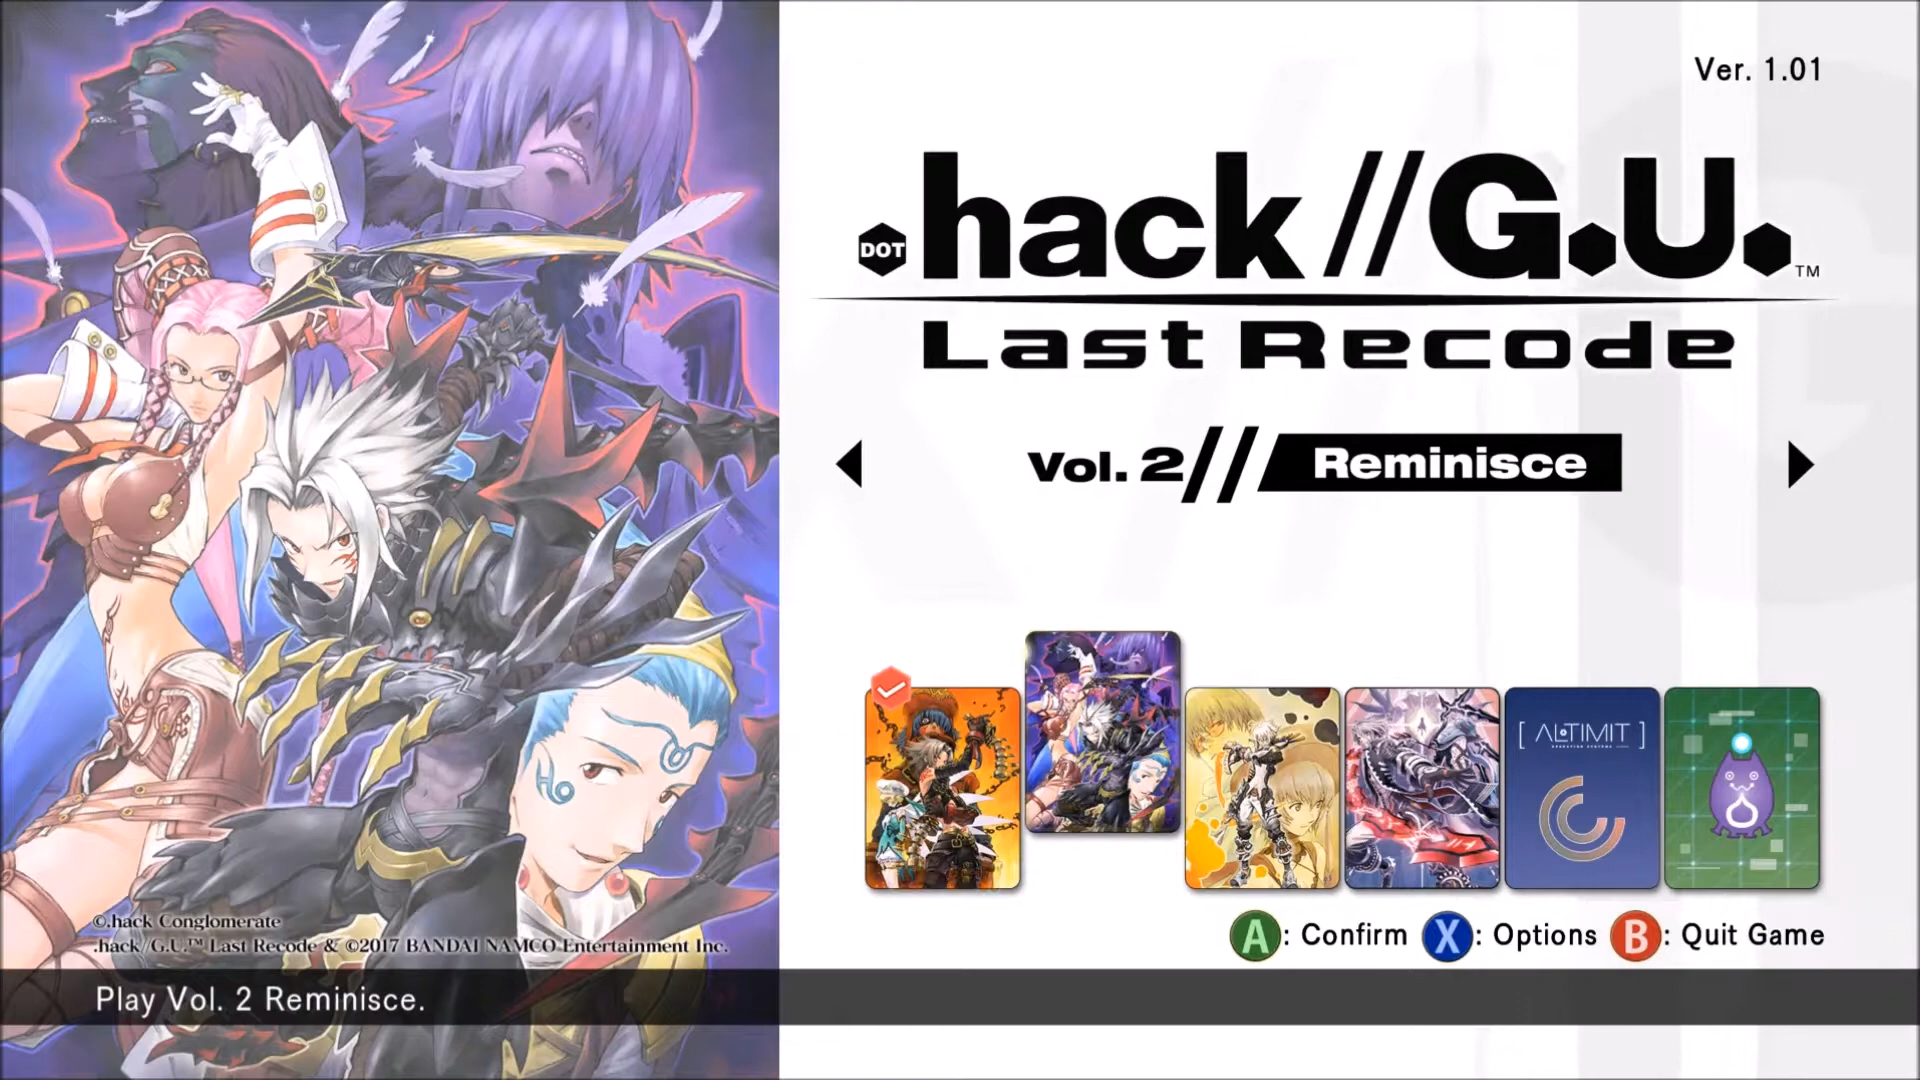 Ver. 1.01
DOT
.hack//G.U.™
Last Recode
Vol. 2// Reminisce
[ ALTIMIT ]
A: Confirm X: Options B: Quit Game
©.hack Conglomerate
.hack//G.U.™ Last Recode & ©2017 BANDAI NAMCO Entertainment Inc.
Play Vol. 2 Reminisce.